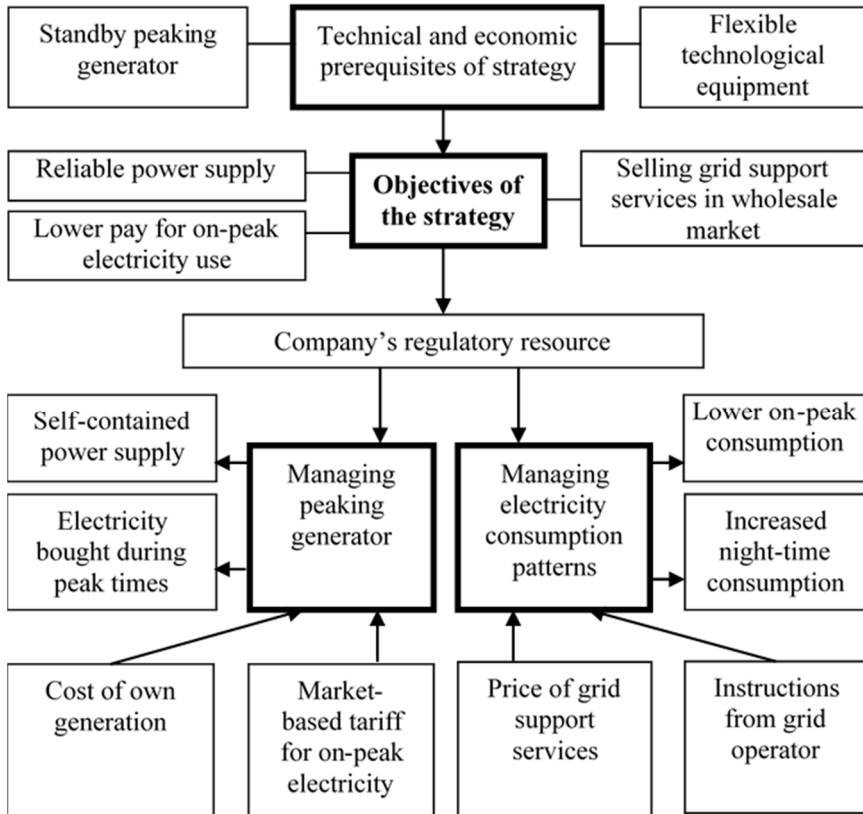 Standby peaking
generator
Technical and economic
prerequisites of strategy
Flexible
technological
equipment
Reliable power supply
Lower pay for on-peak
electricity use
Objectives of
the strategy
Selling grid support
services in wholesale
market
Company’s regulatory resource
Self-contained
power supply
Electricity
bought during
peak times
Managing
peaking
generator
Managing
electricity
consumption
patterns
Lower on-peak
consumption
Increased
night-time
consumption
Cost of own
generation
Market-
based tariff
for on-peak
electricity
Price of grid
support
services
Instructions
from grid
operator